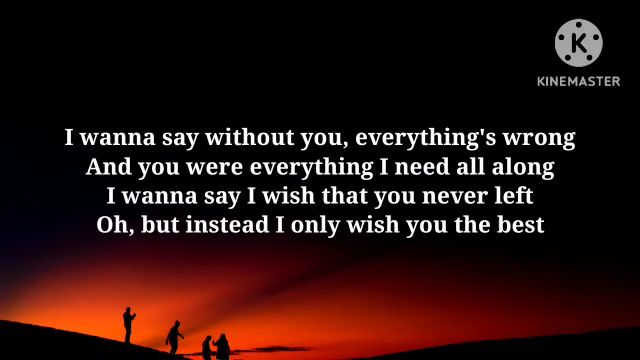 KINEMASTER
I wanna say without you, everything's wrong
And you were everything I need all along
I wanna say I wish that you never left
Oh, but instead I only wish you the best